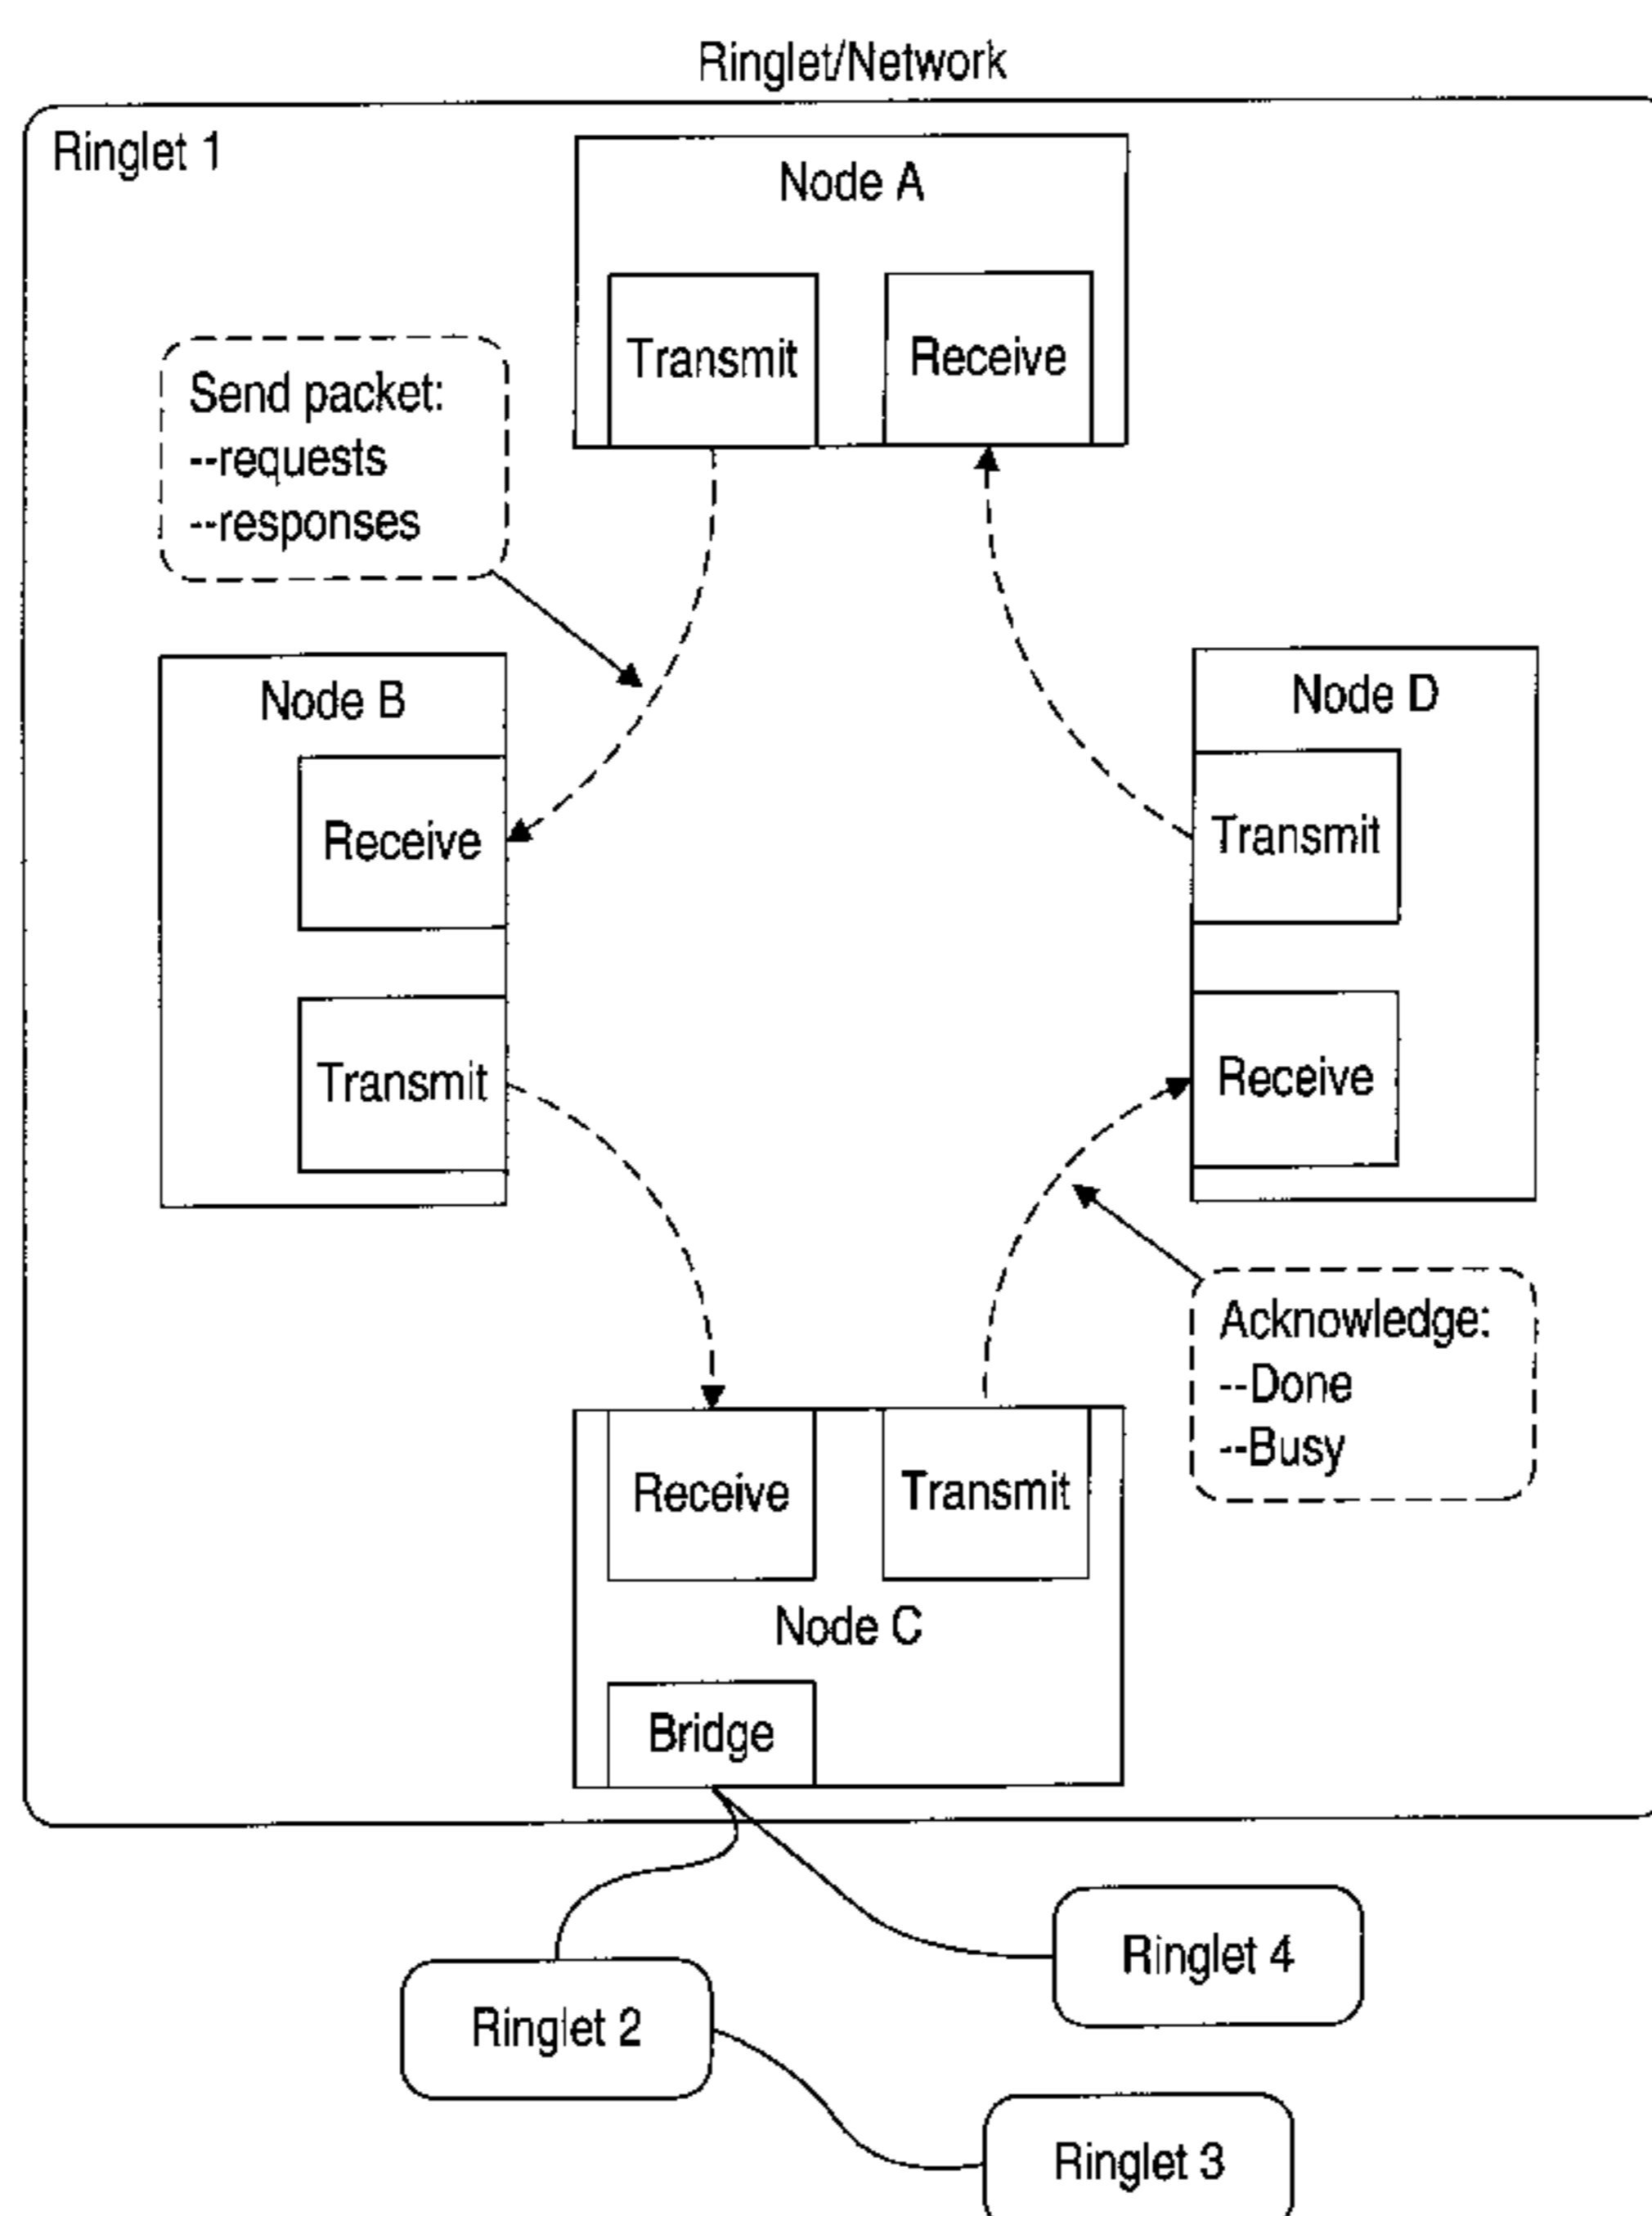 Ringlet/Network
Ringlet 1
Node A
Transmit
Receive
Send packet:
--requests
--responses
Node B
Receive
Transmit
Node D
Transmit
Receive
Acknowledge:
--Done
--Busy
Receive
Transmit
Node C
Bridge
Ringlet 4
Ringlet 2
Ringlet 3